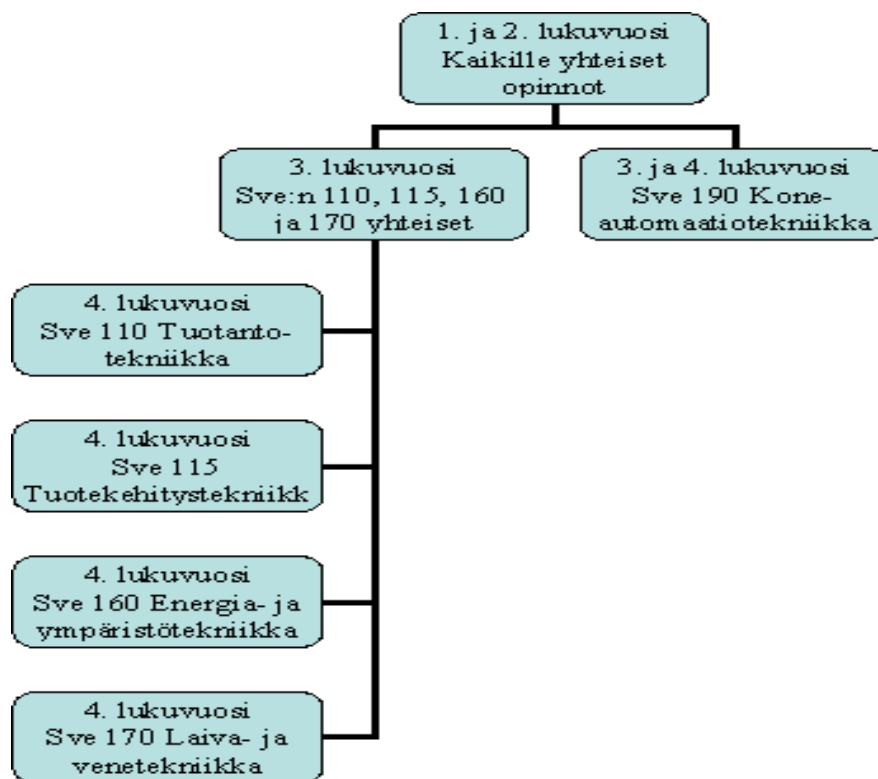 1. ja 2. lukuvuosi
Kaikille yhteiset
opinnot
3. lukuvuosi
Sve:n 110, 115, 160
ja 170 yhteiset
3. ja 4. lukuvuosi
Sve 190 Kone-
automaatiotekniikka
4. lukuvuosi
Sve 110 Tuotanto-
tekniikka
4. lukuvuosi
Sve 115
Tuotekehitystekniikk
4. lukuvuosi
Sve 160 Energia- ja
ympäristötekniikka
4. lukuvuosi
Sve 170 Laiva- ja
venetekniikka